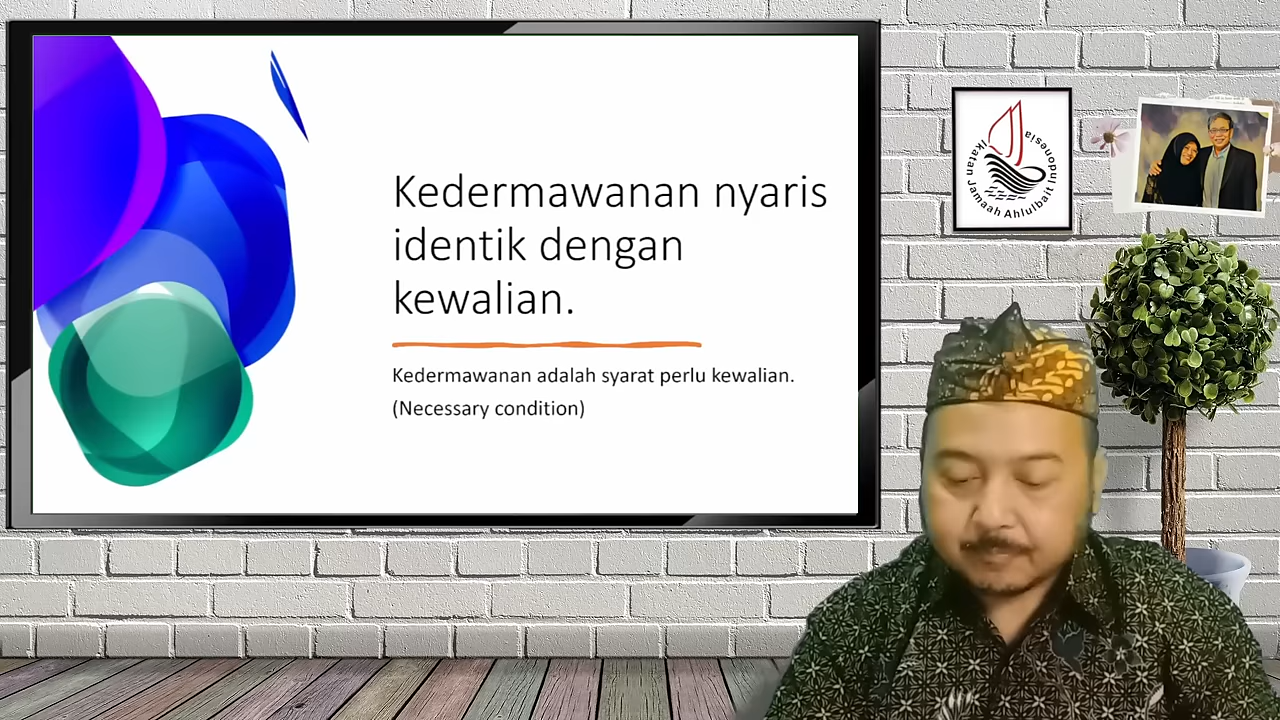 Kedermawanan nyaris
identik dengan
kewalian.
Kedermawanan adalah syarat perlu kewalian.
(Necessary condition)
Ikatan Jamaah Ahlulbait Indonesia